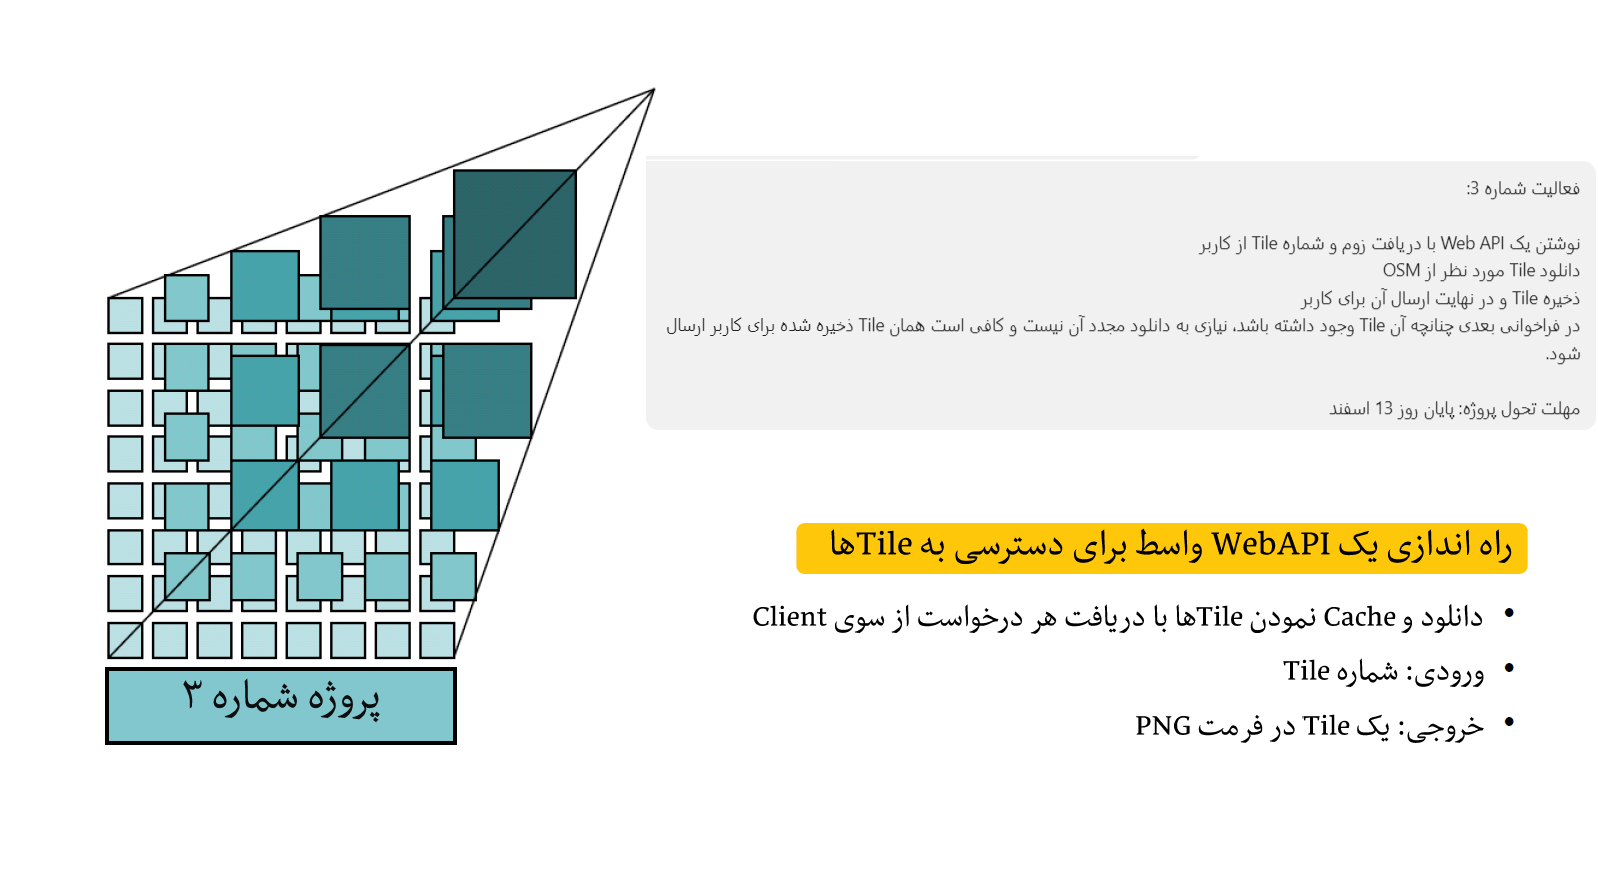 فعالیت شماره 3:
نوشتن یک Web API با دریافت زوم و شماره Tile از کاربر
دانلود Tile مورد نظر از OSM
ذخیره Tile و در نهایت ارسال آن برای کاربر
در فراخوانی بعدی چنانچه آن Tile وجود داشته باشد، نیازی به دانلود مجدد آن نیست و کافی است همان Tile ذخیره شده برای کاربر ارسال
شود.
مهلت تحول پروژه: پایان روز 13 اسفند
راه اندازی یک WebAPI واسط برای دسترسی به Tileها
• دانلود و Cache نمودن Tileها با دریافت هر درخواست از سوی Client
• ورودی: شماره Tile
• خروجی: یک Tile در فرمت PNG
پروژه شماره ۳